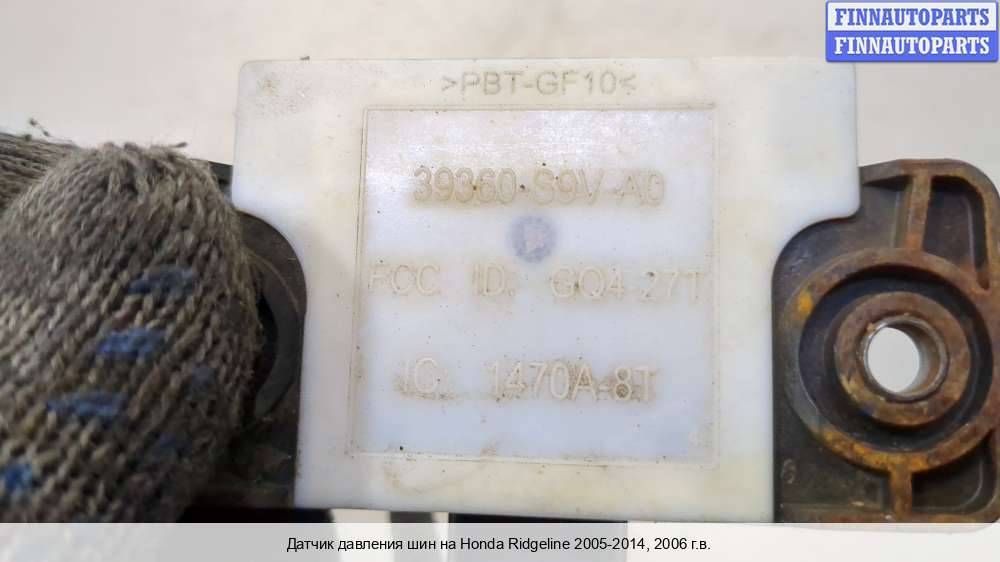 FINNAUTOPARTS
FINNAUTOPARTS
>PBT-GF10<
39360-S9V-A0
FCC ID: GQ4-27T
IC: 1470A-8T
Датчик давления шин на Honda Ridgeline 2005-2014, 2006 г.в.